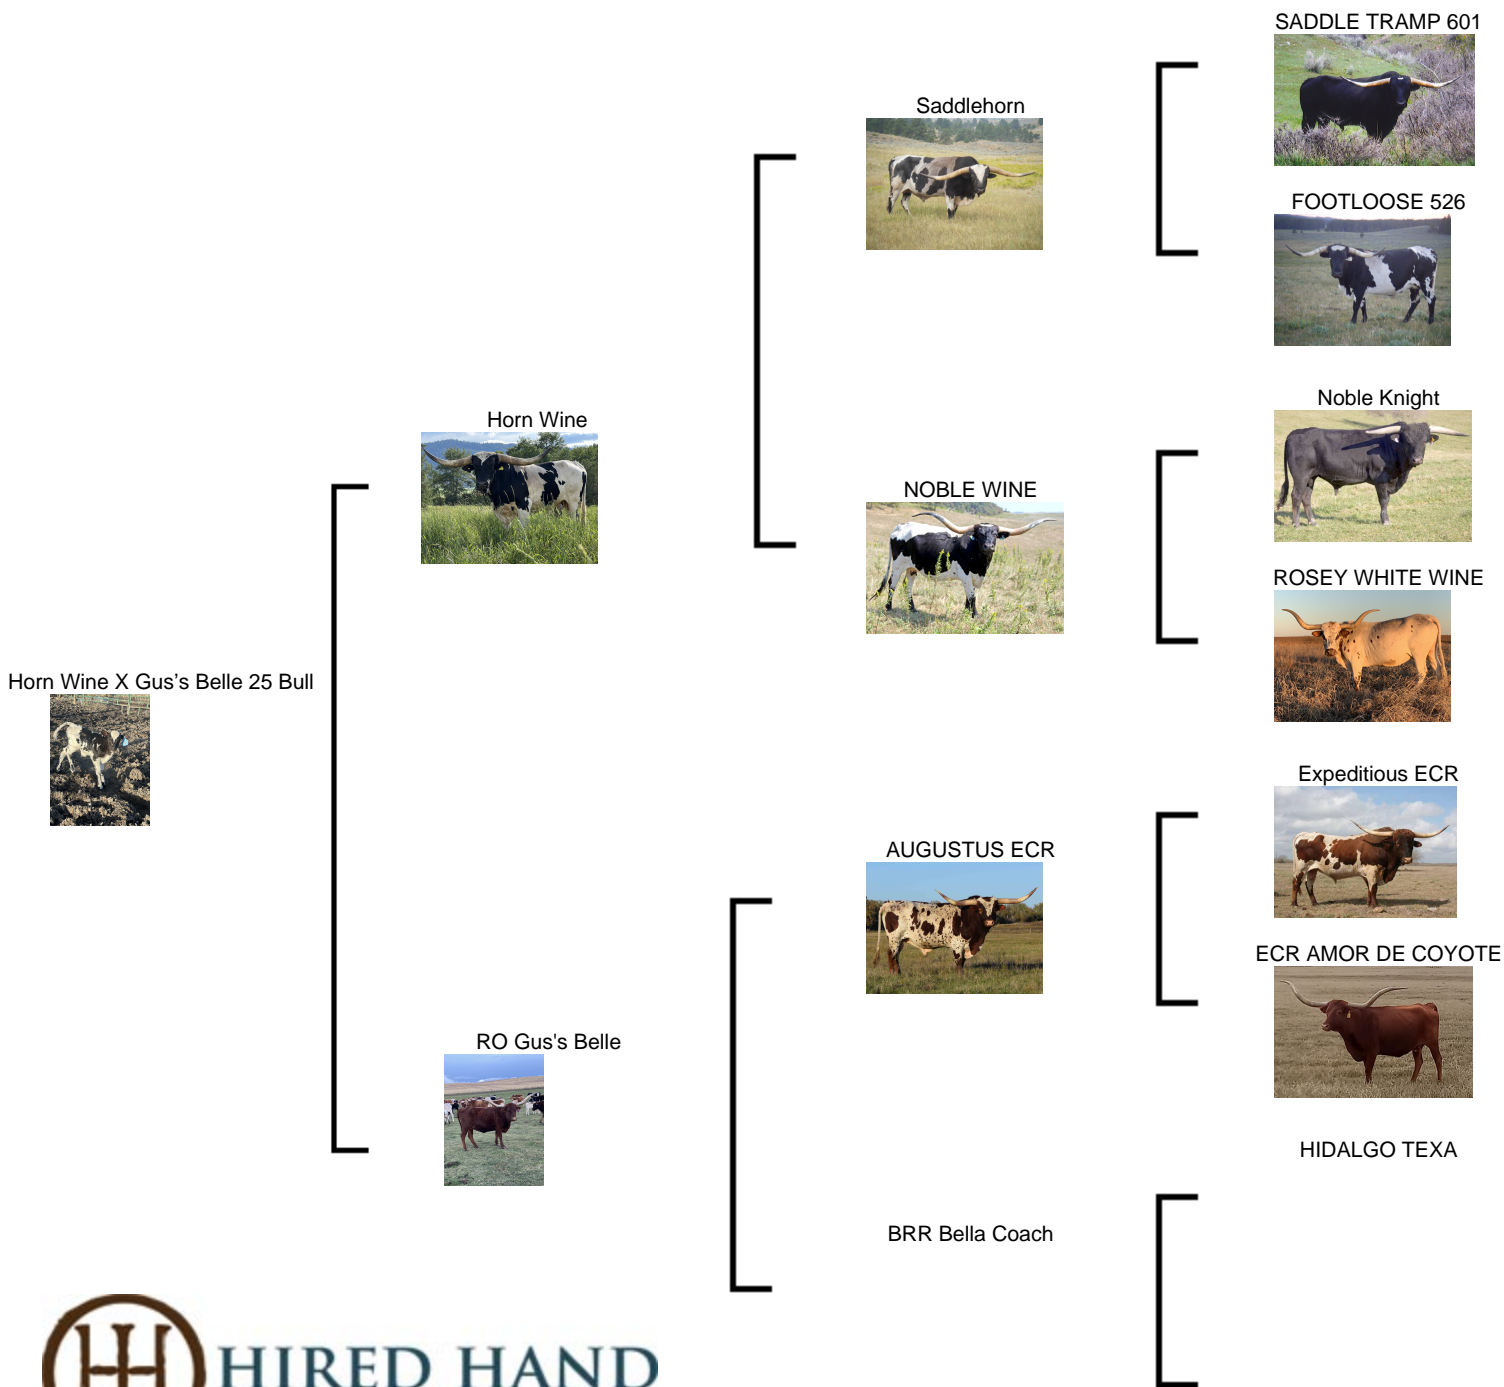 SADDLE TRAMP 601
Saddlehorn
FOOTLOOSE 526
Horn Wine
Noble Knight
NOBLE WINE
ROSEY WHITE WINE
Horn Wine X Gus’s Belle 25 Bull
Expeditious ECR
AUGUSTUS ECR
ECR AMOR DE COYOTE
RO Gus's Belle
HIDALGO TEXA
BRR Bella Coach
HIRED HAND